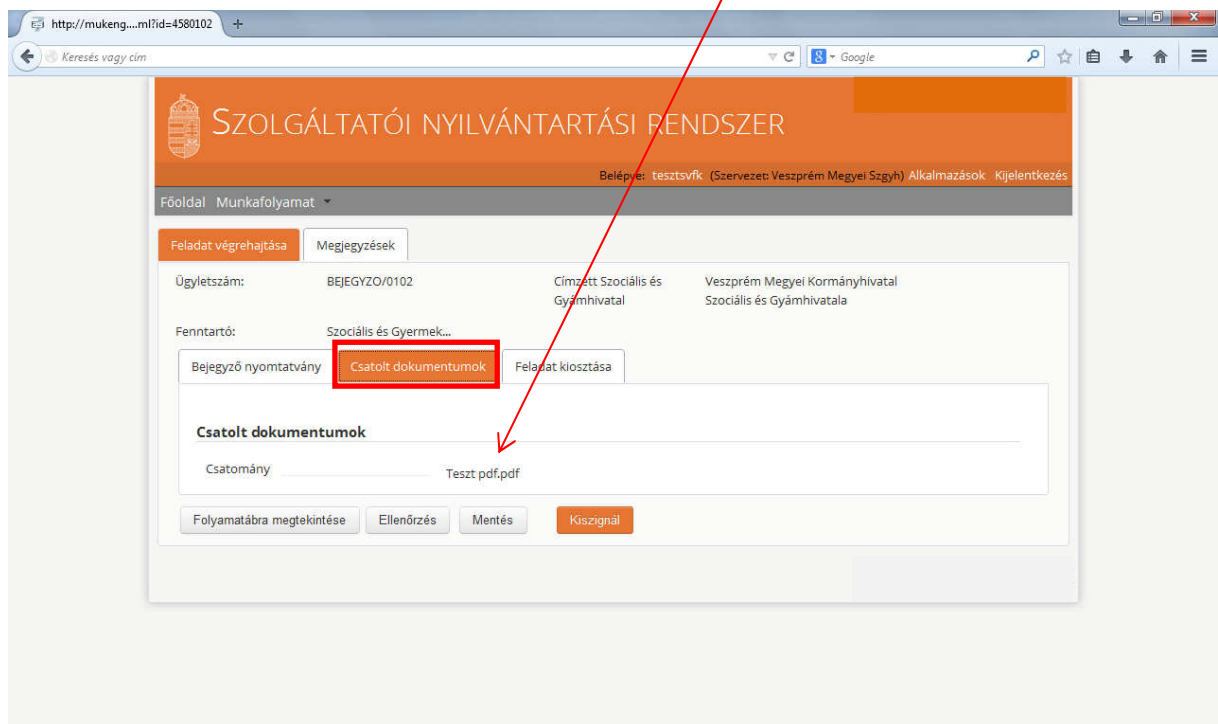 http://mukeng....ml?id=4580102
Keresés vagy cím
Google
SZOLGÁLTATÓI NYILVÁNTARTÁSI RENDSZER
Belépve: tesztsvfk (Szervezet: Veszprém Megyei Szgyh) Alkalmazások Kijelentkezés
Főoldal Munkafolyamat
Feladat végrehajtása Megjegyzések
Ügyletszám: BEJEGYZO/0102 Címzett Szociális és Veszprém Megyei Kormányhivatal
Gyámhivatal Szociális és Gyámhivatala
Fenntartó: Szociális és Gyermek...
Bejegyző nyomtatvány Csatolt dokumentumok Feladat kiosztása
Csatolt dokumentumok
Csatomány Teszt pdf.pdf
Folyamatábra megtekintése Ellenőrzés Mentés Kiszignál